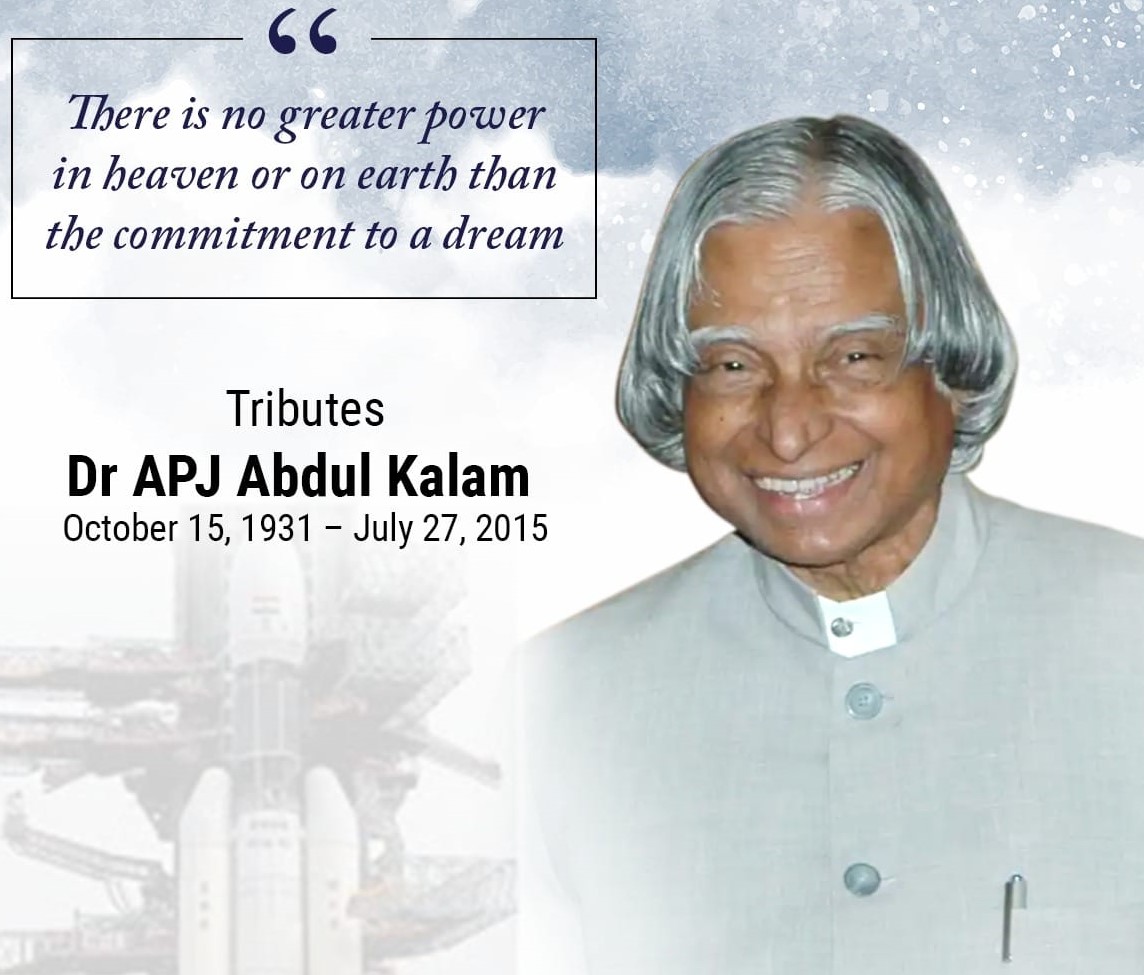 “
There is no greater power
in heaven or on earth than
the commitment to a dream
Tributes
Dr APJ Abdul Kalam
October 15, 1931 – July 27, 2015